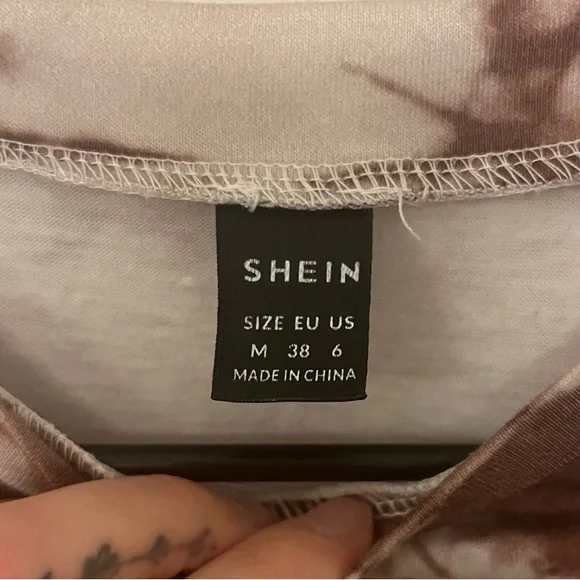 SHEIN
SIZE EU US
M 38 6
MADE IN CHINA